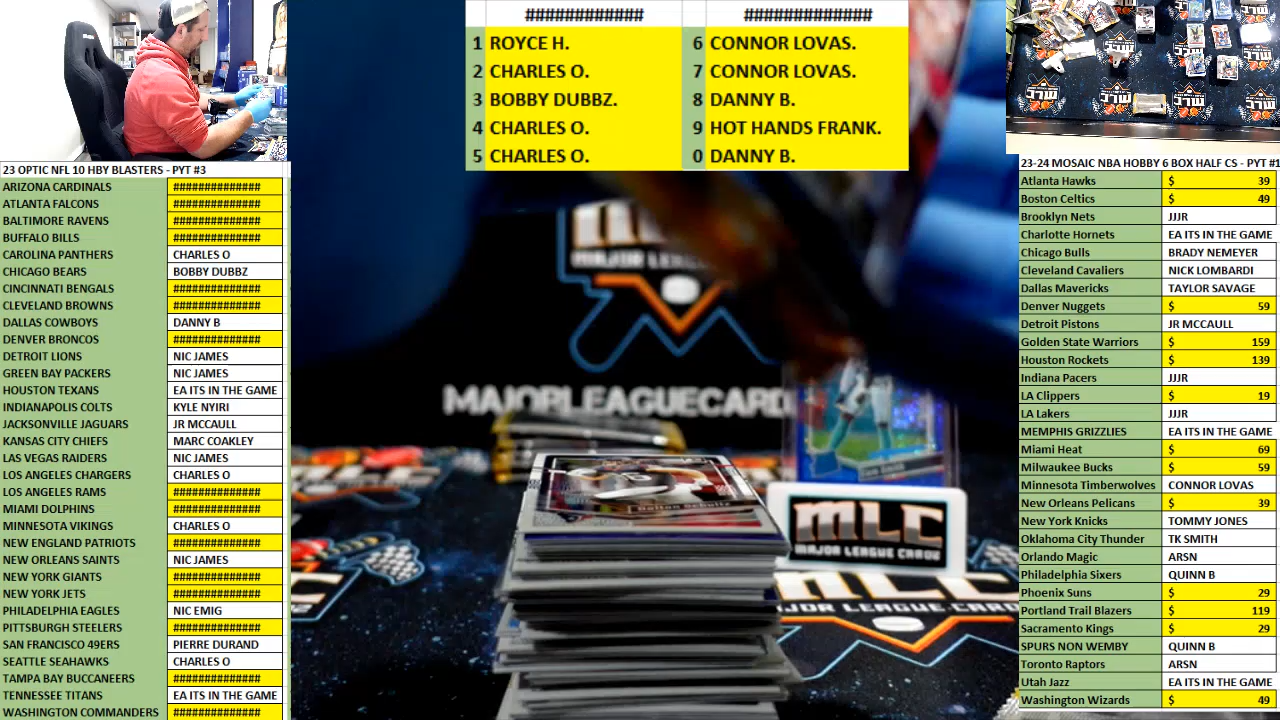 ############ #############
1 ROYCE H. 6 CONNOR LOVAS.
2 CHARLES O. 7 CONNOR LOVAS.
3 BOBBY DUBBZ. 8 DANNY B.
4 CHARLES O. 9 HOT HANDS FRANK.
5 CHARLES O. 0 DANNY B.
23 OPTIC NFL 10 HBY BLASTERS - PYT #3
ARIZONA CARDINALS ##############
ATLANTA FALCONS ##############
BALTIMORE RAVENS ##############
BUFFALO BILLS ##############
CAROLINA PANTHERS CHARLES O
CHICAGO BEARS BOBBY DUBBZ
CINCINNATI BENGALS ##############
CLEVELAND BROWNS ##############
DALLAS COWBOYS DANNY B
DENVER BRONCOS ##############
DETROIT LIONS NIC JAMES
GREEN BAY PACKERS NIC JAMES
HOUSTON TEXANS EA ITS IN THE GAME
INDIANAPOLIS COLTS KYLE NYIRI
JACKSONVILLE JAGUARS JR MCCAULL
KANSAS CITY CHIEFS MARC COAKLEY
LAS VEGAS RAIDERS NIC JAMES
LOS ANGELES CHARGERS CHARLES O
LOS ANGELES RAMS ##############
MIAMI DOLPHINS ##############
MINNESOTA VIKINGS CHARLES O
NEW ENGLAND PATRIOTS ##############
NEW ORLEANS SAINTS NIC JAMES
NEW YORK GIANTS ##############
NEW YORK JETS ##############
PHILADELPHIA EAGLES NIC EMIG
PITTSBURGH STEELERS ##############
SAN FRANCISCO 49ERS PIERRE DURAND
SEATTLE SEAHAWKS CHARLES O
TAMPA BAY BUCCANEERS ##############
TENNESSEE TITANS EA ITS IN THE GAME
WASHINGTON COMMANDERS ##############
MAJOR LEAGUE CARD
Dalton Schultz
MLC
MAJOR LEAGUE CARDS
23-24 MOSAIC NBA HOBBY 6 BOX HALF CS - PYT #1
Atlanta Hawks $ 39
Boston Celtics $ 49
Brooklyn Nets JJJR
Charlotte Hornets EA ITS IN THE GAME
Chicago Bulls BRADY NEMEYER
Cleveland Cavaliers NICK LOMBARDI
Dallas Mavericks TAYLOR SAVAGE
Denver Nuggets $ 59
Detroit Pistons JR MCCAULL
Golden State Warriors $ 159
Houston Rockets $ 139
Indiana Pacers JJJR
LA Clippers $ 19
LA Lakers JJJR
MEMPHIS GRIZZLIES EA ITS IN THE GAME
Miami Heat $ 69
Milwaukee Bucks $ 59
Minnesota Timberwolves CONNOR LOVAS
New Orleans Pelicans $ 39
New York Knicks TOMMY JONES
Oklahoma City Thunder TK SMITH
Orlando Magic ARSN
Philadelphia Sixers QUINN B
Phoenix Suns $ 29
Portland Trail Blazers $ 119
Sacramento Kings $ 29
SPURS NON WEMBY QUINN B
Toronto Raptors ARSN
Utah Jazz EA ITS IN THE GAME
Washington Wizards $ 49